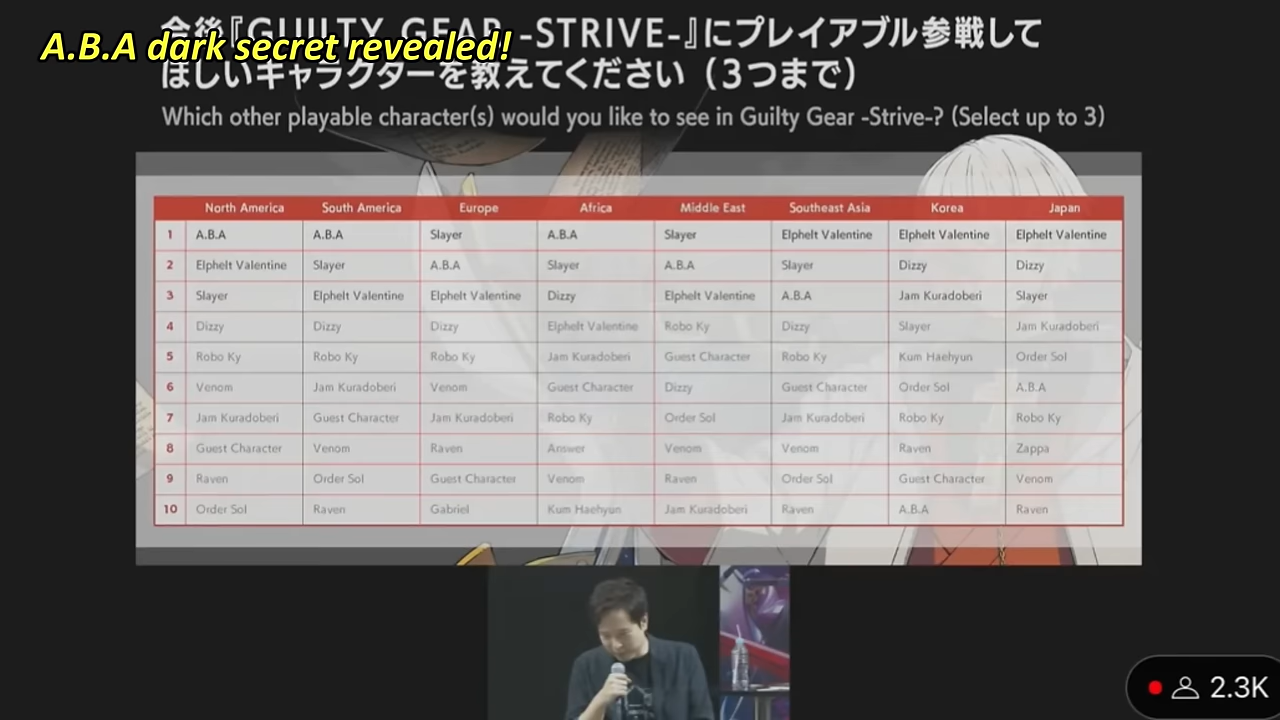 今後『GUILTY GEAR -STRIVE-』にプレイアブル参戦して
A.B.A dark secret revealed!
ほしいキャラクターを教えてください（3つまで）
Which other playable character(s) would you like to see in Guilty Gear -Strive-? (Select up to 3)
North America South America Europe Africa Middle East Southeast Asia Korea Japan
1 A.B.A A.B.A Slayer A.B.A Slayer Elphelt Valentine Elphelt Valentine Elphelt Valentine
2 Elphelt Valentine Slayer A.B.A Slayer A.B.A Slayer Dizzy Dizzy
3 Slayer Elphelt Valentine Elphelt Valentine Dizzy Elphelt Valentine A.B.A Jam Kuradoberi Slayer
4 Dizzy Dizzy Dizzy Elphelt Valentine Robo Ky Dizzy Slayer Jam Kuradoberi
5 Robo Ky Robo Ky Robo Ky Jam Kuradoberi Guest Character Robo Ky Kum Haehyun Order Sol
6 Venom Jam Kuradoberi Venom Guest Character Dizzy Guest Character Order Sol A.B.A
7 Jam Kuradoberi Guest Character Jam Kuradoberi Robo Ky Order Sol Jam Kuradoberi Robo Ky Robo Ky
8 Guest Character Venom Raven Answer Venom Venom Raven Zappa
9 Raven Order Sol Guest Character Venom Raven Order Sol Guest Character Venom
10 Order Sol Raven Gabriel Kum Haehyun Jam Kuradoberi Raven A.B.A Raven
2.3K